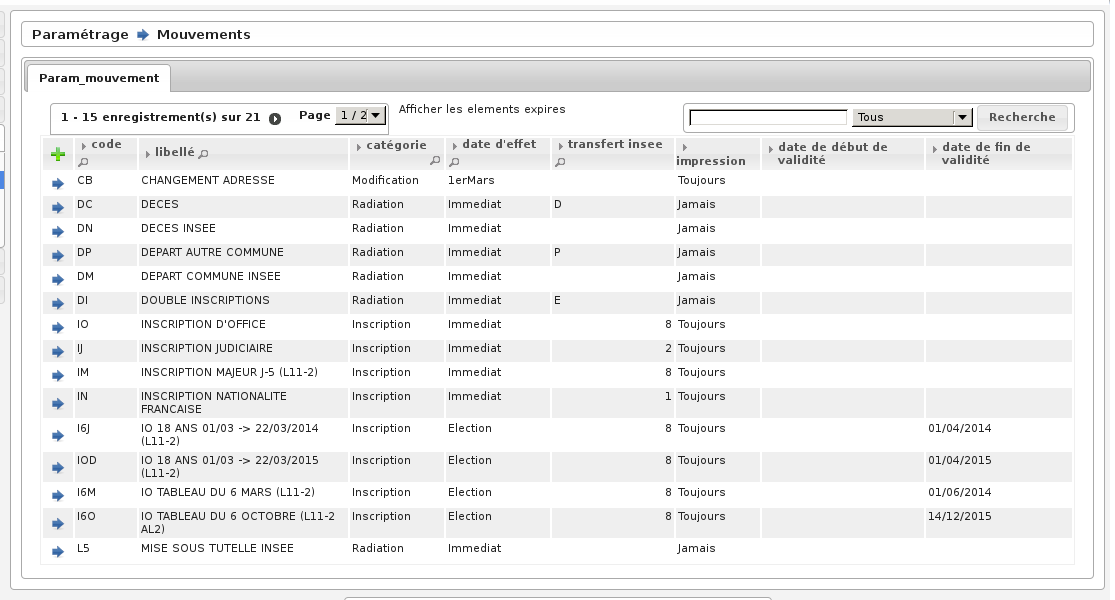 Paramétrage Mouvements
Param_mouvement
1 - 15 enregistrement(s) sur 21 Page 1 / 2 Afficher les elements expires Tous Recherche
code libellé catégorie date d'effet transfert insee impression date de début de validité date de fin de validité
CB CHANGEMENT ADRESSE Modification 1erMars Toujours
DC DECES Radiation Immediat D Jamais
DN DECES INSEE Radiation Immediat Jamais
DP DEPART AUTRE COMMUNE Radiation Immediat P Jamais
DM DEPART COMMUNE INSEE Radiation Immediat Jamais
DI DOUBLE INSCRIPTIONS Radiation Immediat E Jamais
IO INSCRIPTION D'OFFICE Inscription Immediat 8 Toujours
IJ INSCRIPTION JUDICIAIRE Inscription Immediat 2 Toujours
IM INSCRIPTION MAJEUR J-5 (L11-2) Inscription Immediat 8 Toujours
IN INSCRIPTION NATIONALITE FRANCAISE Inscription Immediat 1 Toujours
I6J IO 18 ANS 01/03 -> 22/03/2014 (L11-2) Inscription Election 8 Toujours 01/04/2014
IOD IO 18 ANS 01/03 -> 22/03/2015 (L11-2) Inscription Election 8 Toujours 01/04/2015
I6M IO TABLEAU DU 6 MARS (L11-2) Inscription Election 8 Toujours 01/06/2014
I6O IO TABLEAU DU 6 OCTOBRE (L11-2 AL2) Inscription Election 8 Toujours 14/12/2015
L5 MISE SOUS TUTELLE INSEE Radiation Immediat Jamais